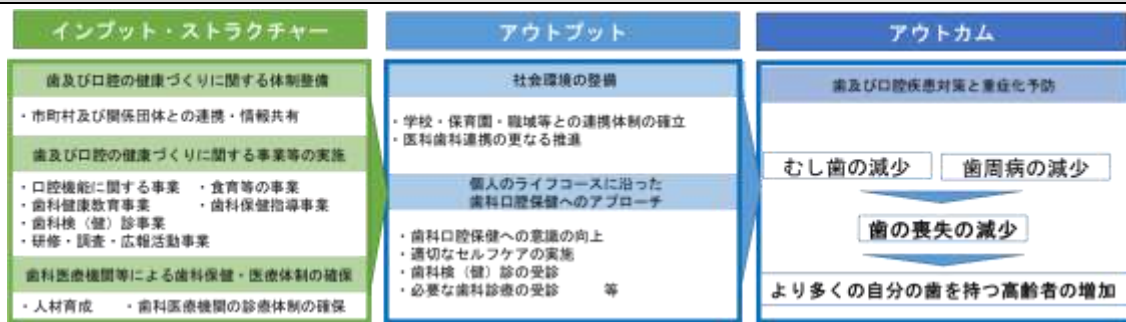 インプット・ストラクチャー
歯及び口腔の健康づくりに関する体制整備
・市町村及び関係団体との連携・情報共有
歯及び口腔の健康づくりに関する事業等の実施
・口腔機能に関する事業 ・食育等の事業
・歯科健康教育事業 ・歯科保健指導事業
・歯科検（健）診事業
・研修・調査・広報活動事業
歯科医療機関等による歯科保健・医療体制の確保
・人材育成 ・歯科医療機関の診療体制の確保
アウトプット
社会環境の整備
・学校・保育園・職域等との連携体制の確立
・医科歯科連携の更なる推進
個人のライフコースに沿った
歯科口腔保健へのアプローチ
・歯科口腔保健への意識の向上
・適切なセルフケアの実施
・歯科検（健）診の受診
・必要な歯科診療の受診 等
アウトカム
歯及び口腔疾患対策と重症化予防
むし歯の減少 歯周病の減少
歯の喪失の減少
より多くの自分の歯を持つ高齢者の増加